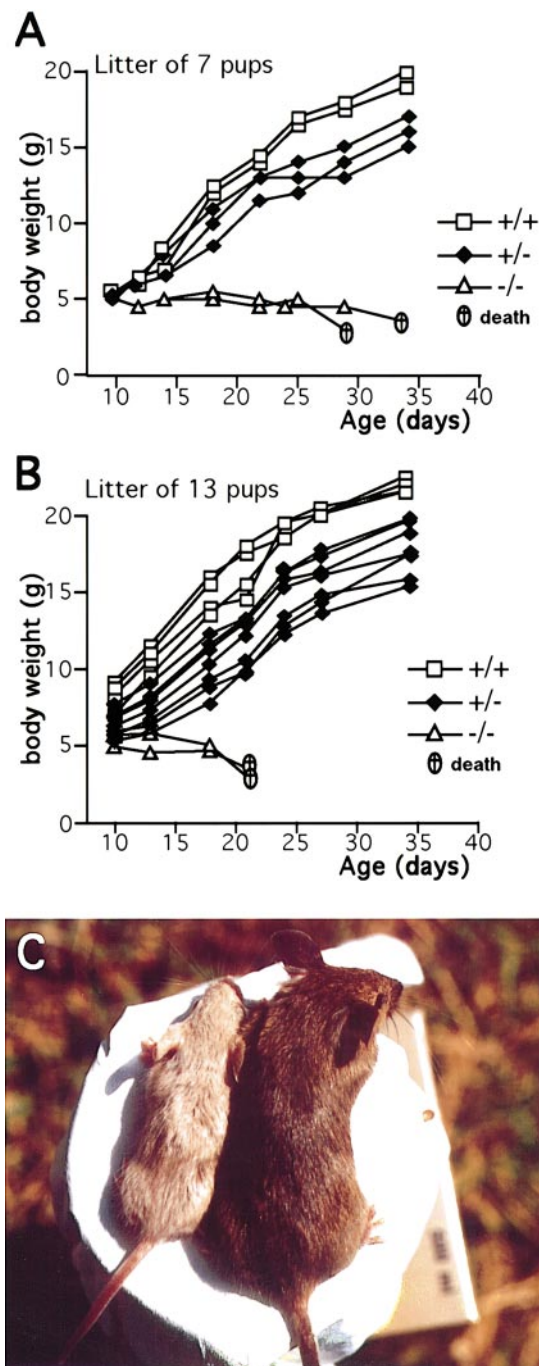 A
Litter of 7 pups
20
15
10
5
0
body weight (g)
10 15 20 25 30 35 40
Age (days)
+/+
+/-
-/-
death
B
Litter of 13 pups
20
15
10
5
0
body weight (g)
10 15 20 25 30 35 40
Age (days)
+/+
+/-
-/-
death
C